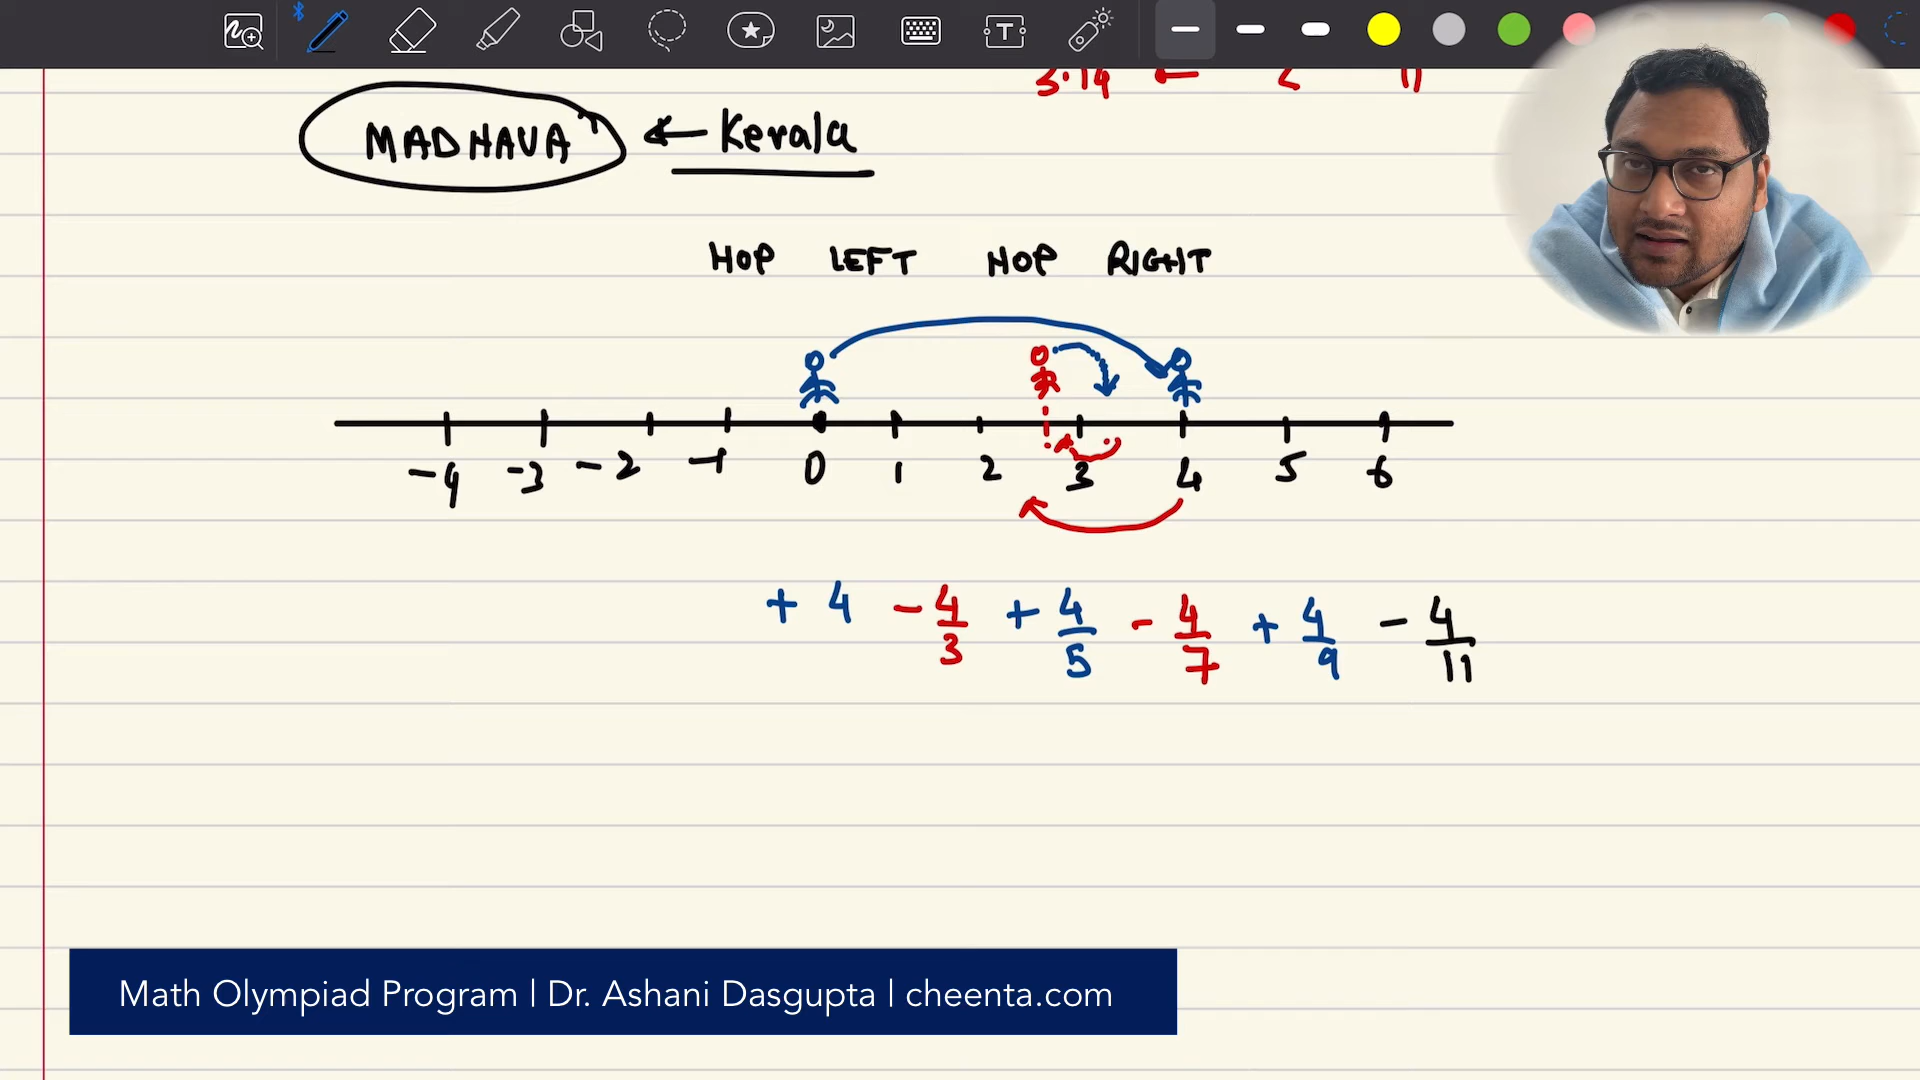 3.14 ←
MADHAVA ← Kerala
HOP LEFT HOP RIGHT
-4 -3 -2 -1 0 1 2 3 4 5 6
+ 4 - 4/3 + 4/5 - 4/7 + 4/9 - 4/11
Math Olympiad Program | Dr. Ashani Dasgupta | cheenta.com